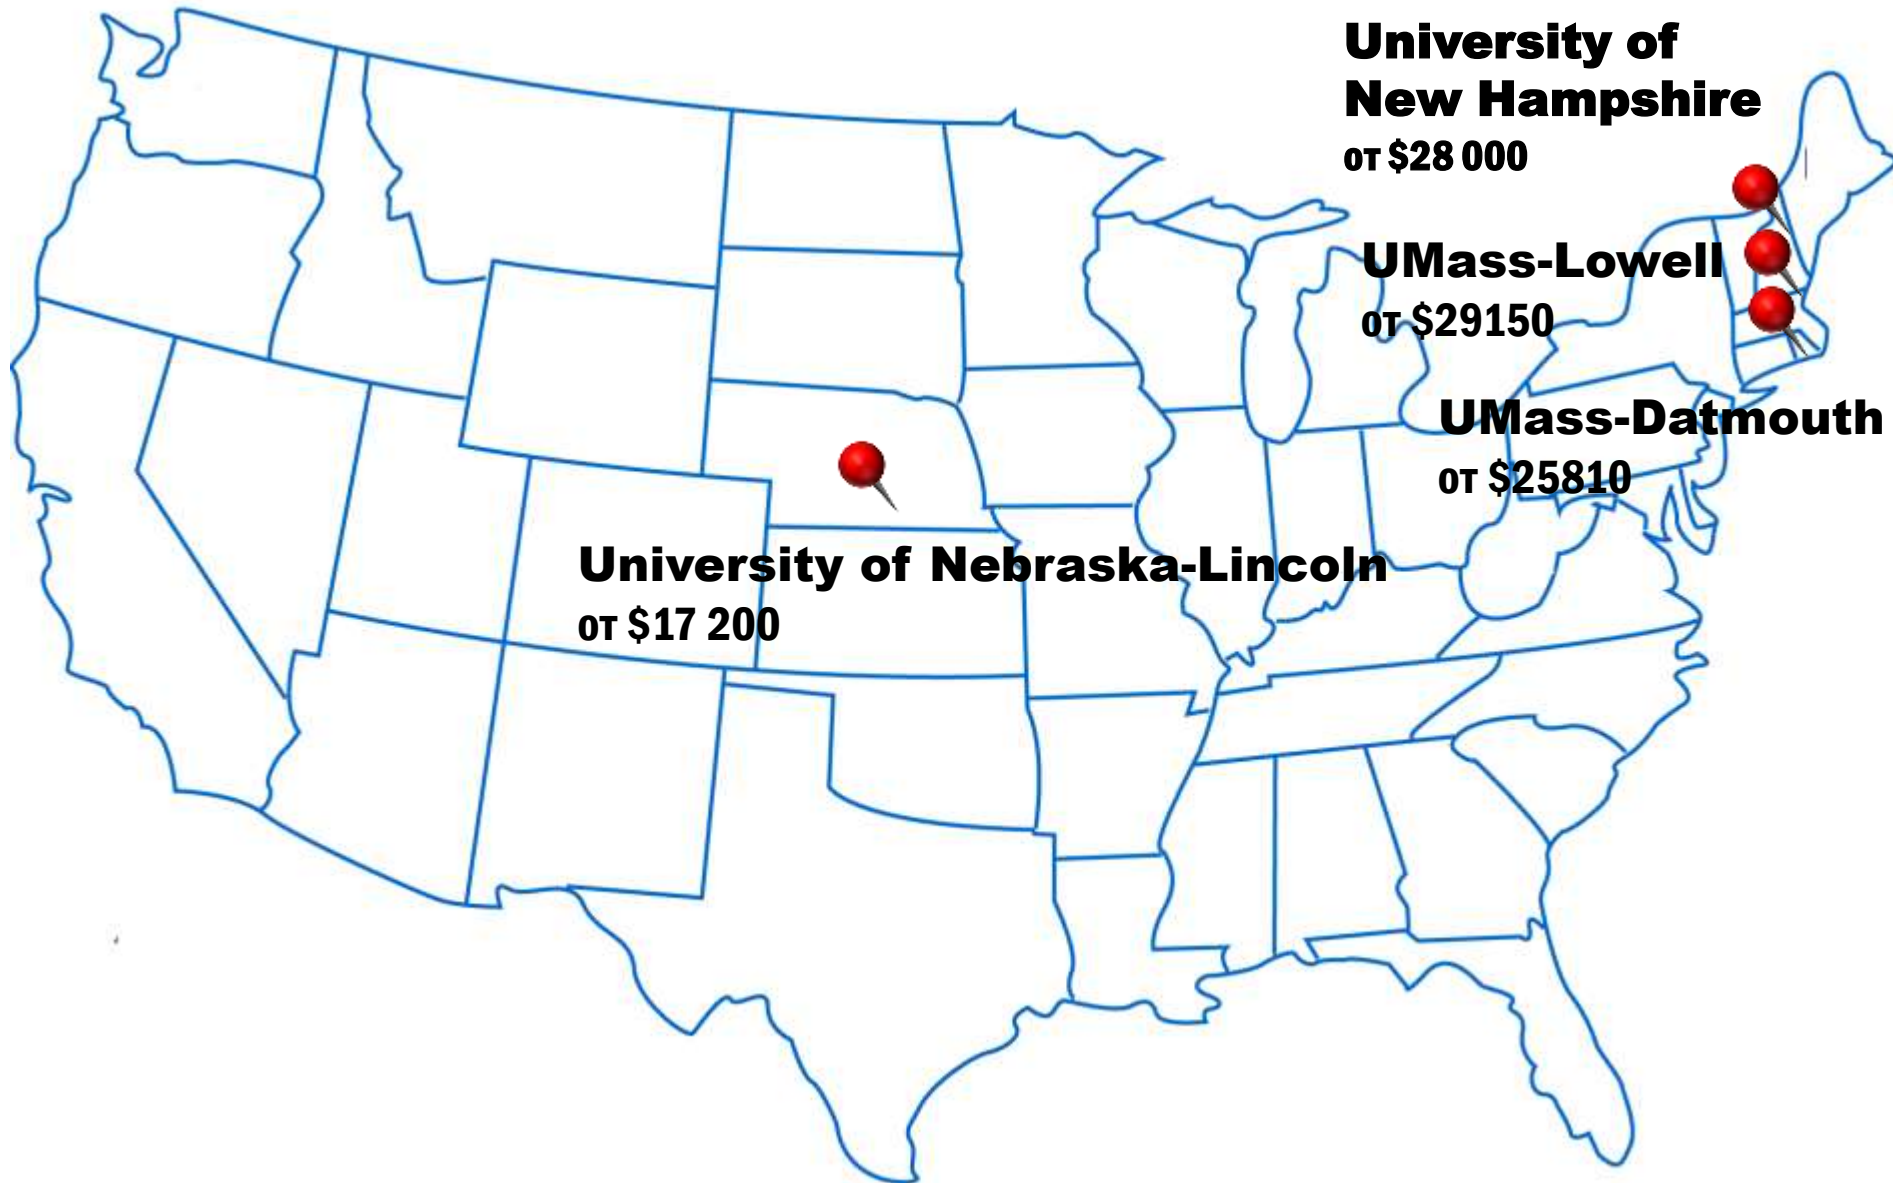 University of
New Hampshire
от $28 000
UMass-Lowell
от $29150
UMass-Datmouth
от $25810
University of Nebraska-Lincoln
от $17 200